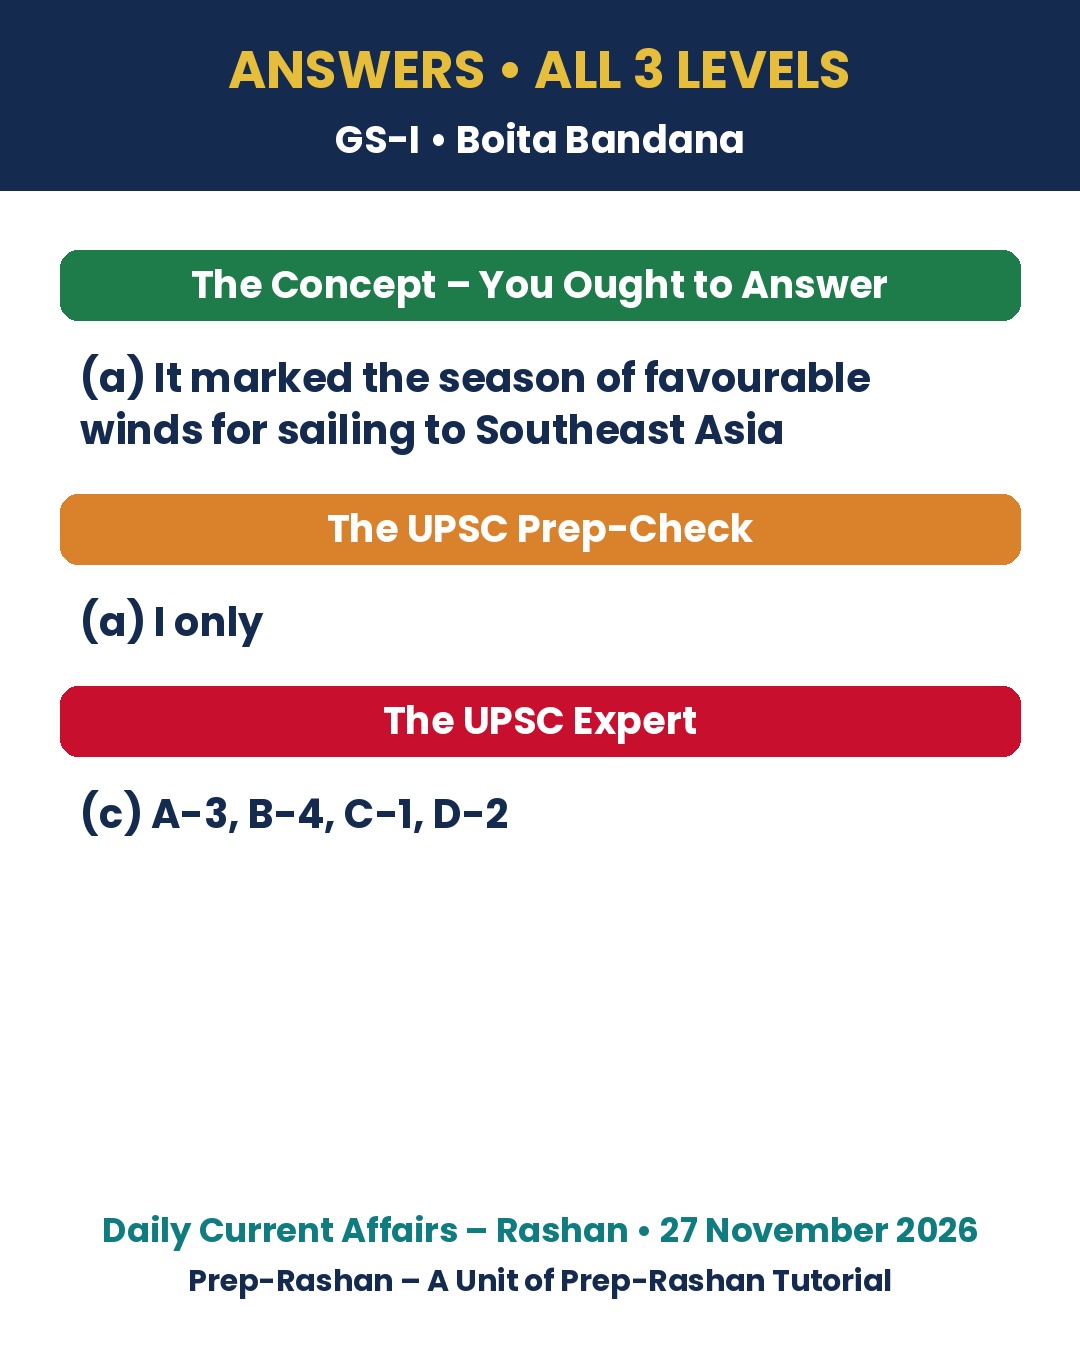 ANSWERS • ALL 3 LEVELS
GS-I • Boita Bandana
The Concept – You Ought to Answer
(a) It marked the season of favourable
winds for sailing to Southeast Asia
The UPSC Prep-Check
(a) I only
The UPSC Expert
(c) A-3, B-4, C-1, D-2
Daily Current Affairs – Rashan • 27 November 2026
Prep-Rashan – A Unit of Prep-Rashan Tutorial